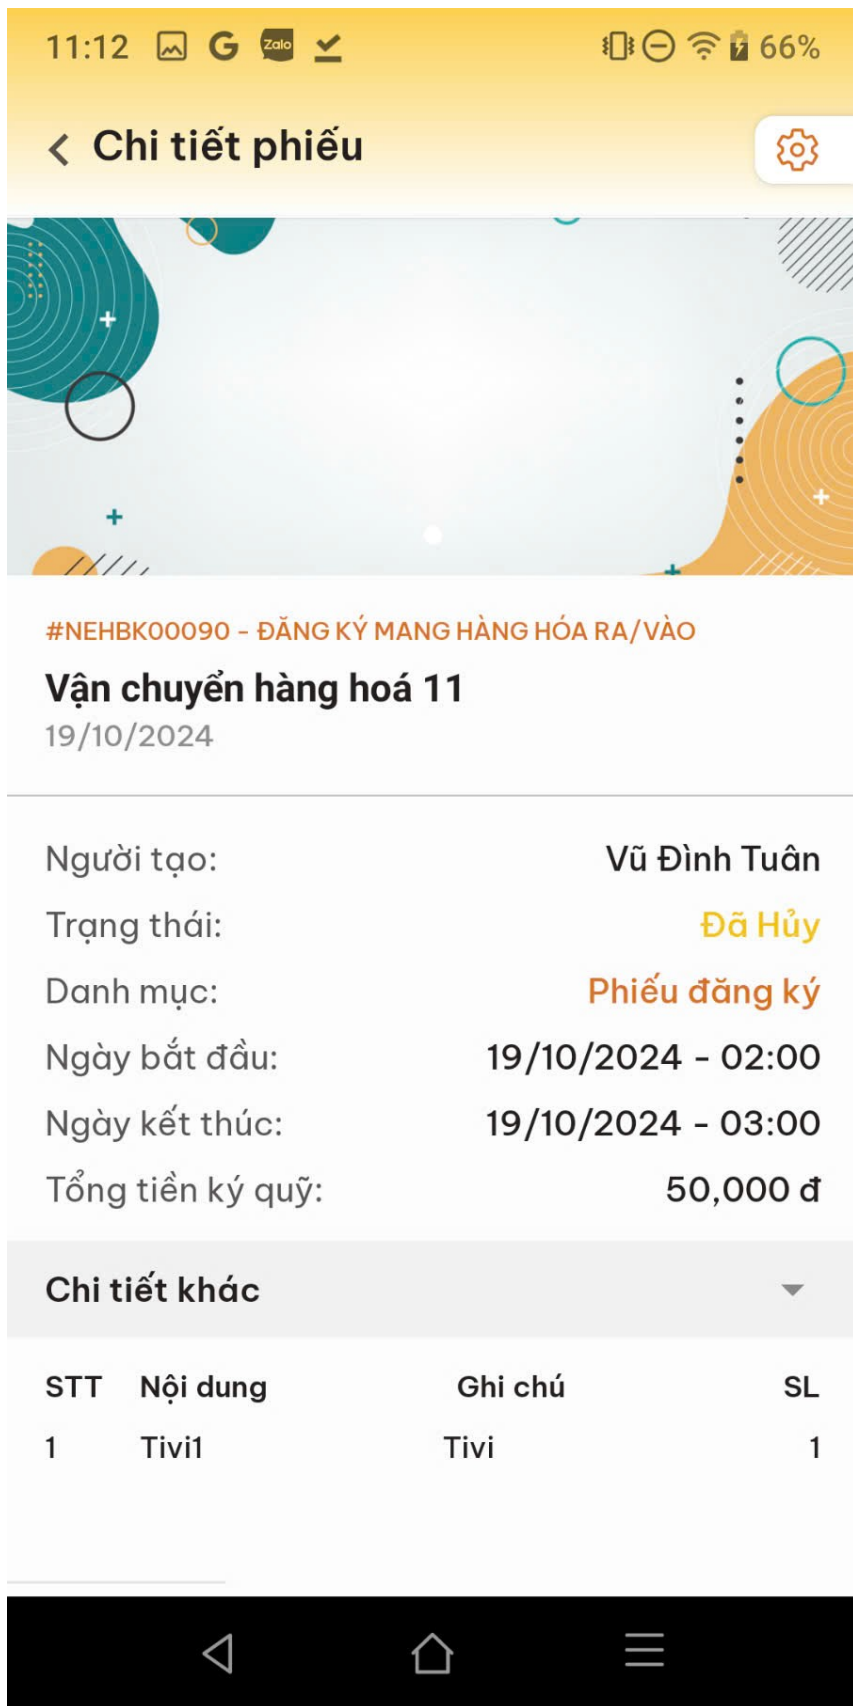 11:12 G Zalo 66%
Chi tiết phiếu
#NEHBK00090 - ĐĂNG KÝ MANG HÀNG HÓA RA/VÀO
Vận chuyển hàng hoá 11
19/10/2024
Người tạo: Vũ Đình Tuân
Trạng thái: Đã Hủy
Danh mục: Phiếu đăng ký
Ngày bắt đầu: 19/10/2024 - 02:00
Ngày kết thúc: 19/10/2024 - 03:00
Tổng tiền ký quỹ: 50,000 đ
Chi tiết khác
STT Nội dung Ghi chú SL
1 Tivi1 Tivi 1